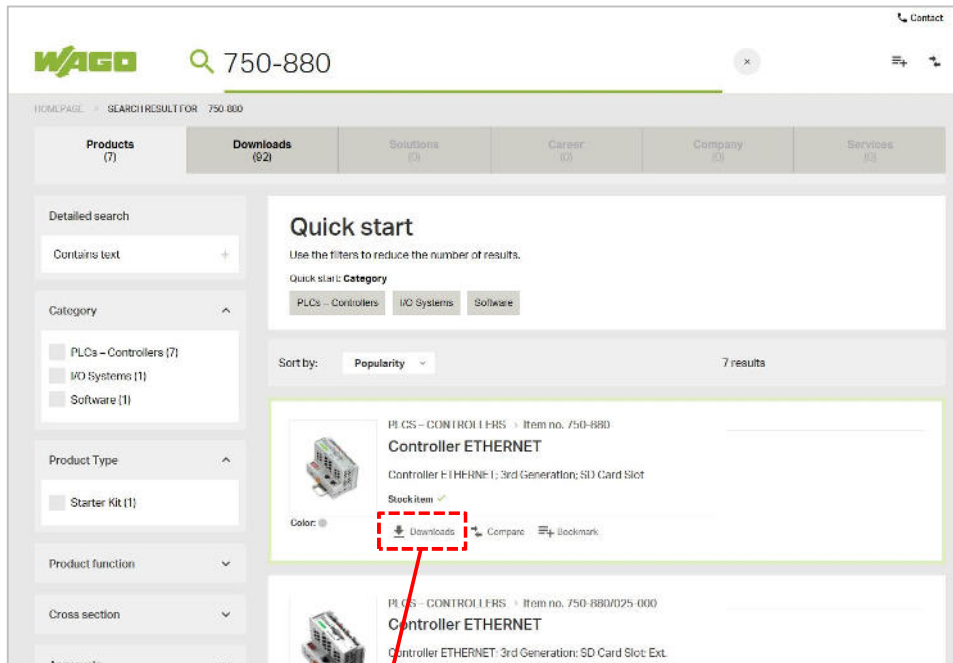 Contact
WAGO
750-880
HOMEPAGE > SEARCH RESULT FOR 750-880
Products
(7)
Downloads
(92)
Solutions
(0)
Career
(0)
Company
(0)
Services
(0)
Detailed search
Contains text
Category
PLCs – Controllers (7)
I/O Systems (1)
Software (1)
Product Type
Starter Kit (1)
Product function
Cross section
Quick start
Use the filters to reduce the number of results.
Quick start: Category
PLCs – Controllers I/O Systems Software
Sort by: Popularity 7 results
PLCS – CONTROLLERS > Item no. 750-880
Controller ETHERNET
Controller ETHERNET; 3rd Generation; SD Card Slot
Stock item
Color:
Downloads Compare Bookmark
PLCS – CONTROLLERS > Item no. 750-880/025-000
Controller ETHERNET
Controller ETHERNET; 3rd Generation; SD Card Slot; Ext.